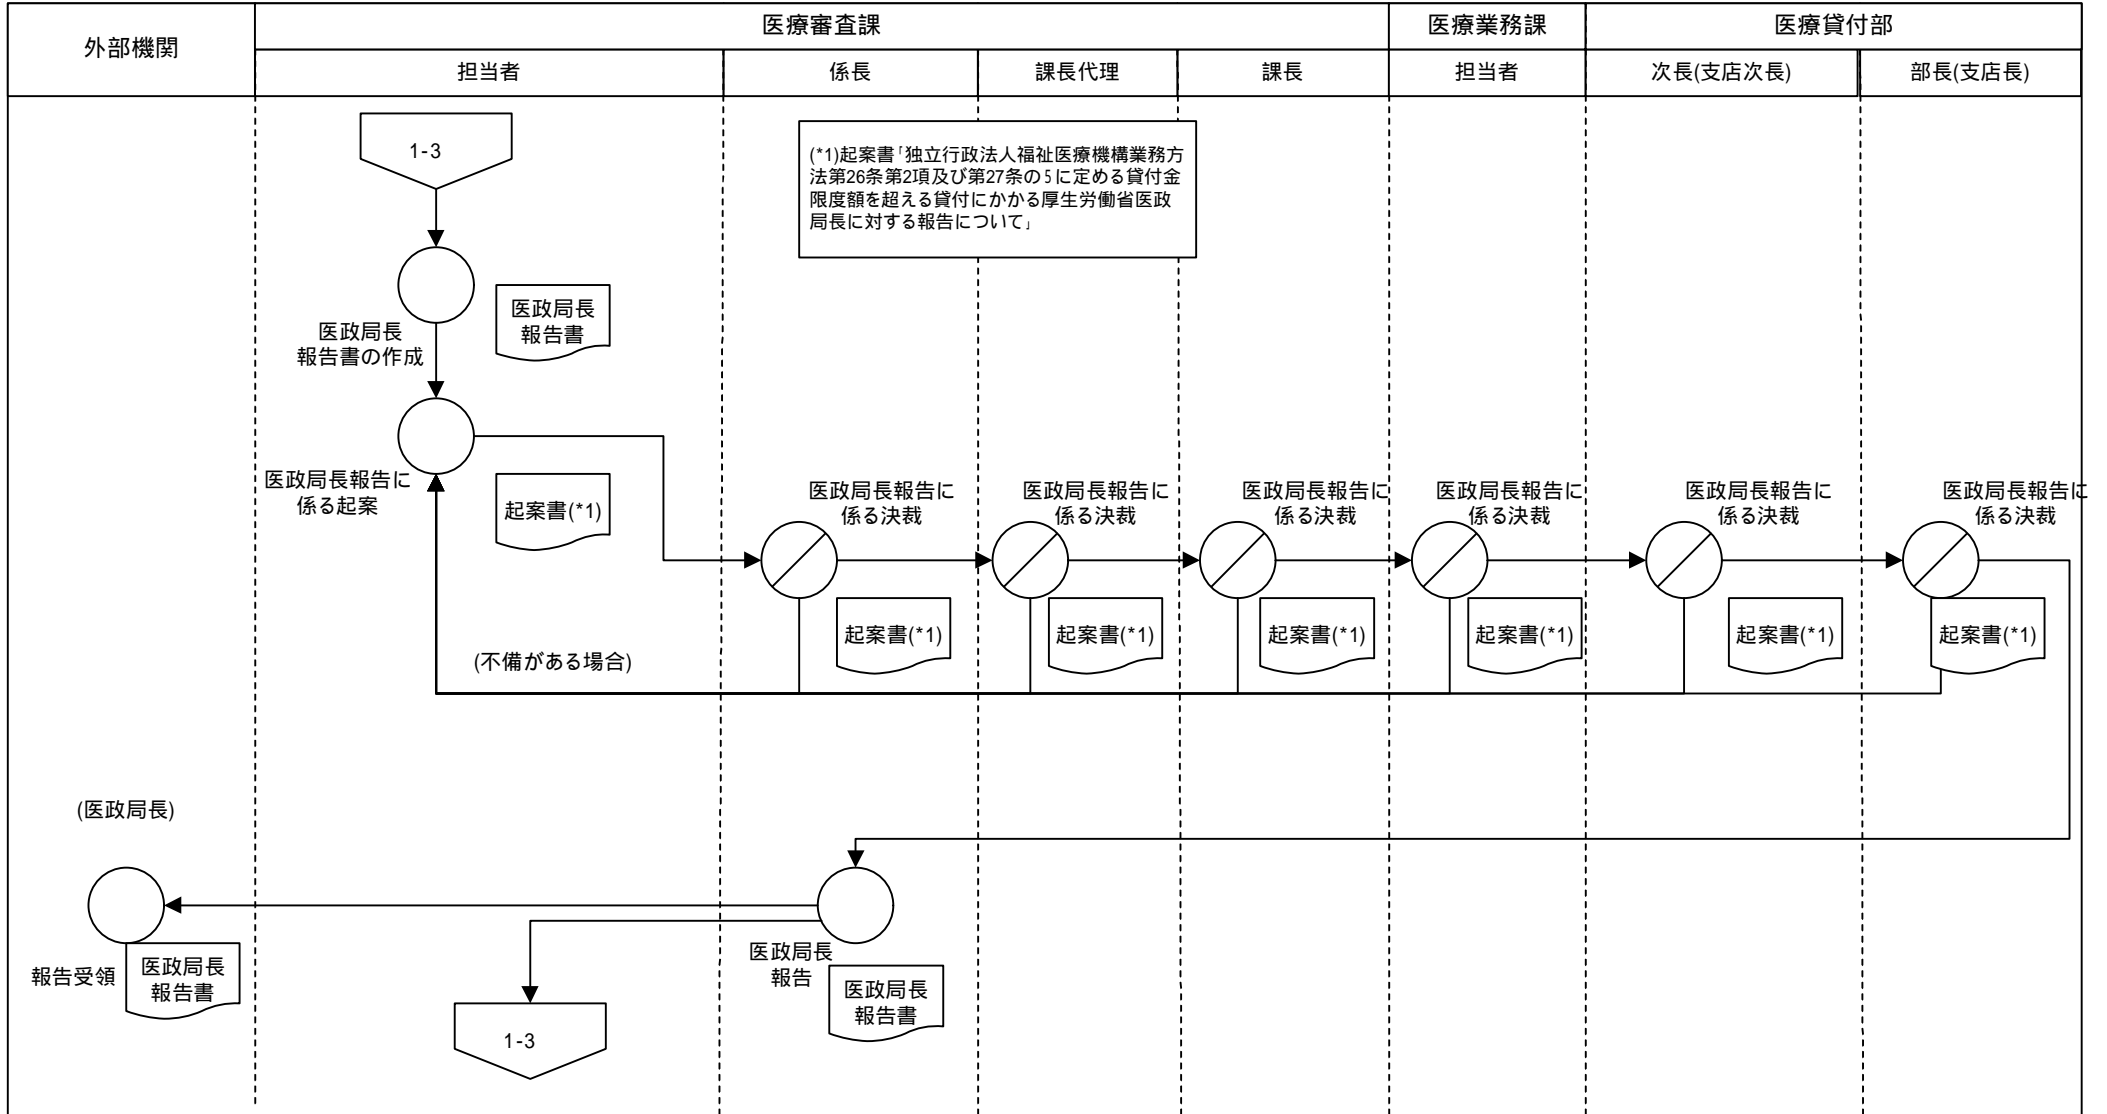 外部機関
医療審査課
医療業務課
医療貸付部
担当者
係長
課長代理
課長
担当者
次長(支店次長)
部長(支店長)
1-3
(*1)起案書「独立行政法人福祉医療機構業務方
法第26条第2項及び第27条の5に定める貸付金
限度額を超える貸付にかかる厚生労働省医政
局長に対する報告について」
医政局長
報告書
医政局長
報告書の作成
医政局長報告に
係る起案
起案書(*1)
医政局長報告に
係る決裁
医政局長報告に
係る決裁
医政局長報告に
係る決裁
医政局長報告に
係る決裁
医政局長報告に
係る決裁
医政局長報告に
係る決裁
起案書(*1)
起案書(*1)
起案書(*1)
起案書(*1)
起案書(*1)
起案書(*1)
(不備がある場合)
(医政局長)
報告受領
医政局長
報告書
医政局長
報告
医政局長
報告書
1-3